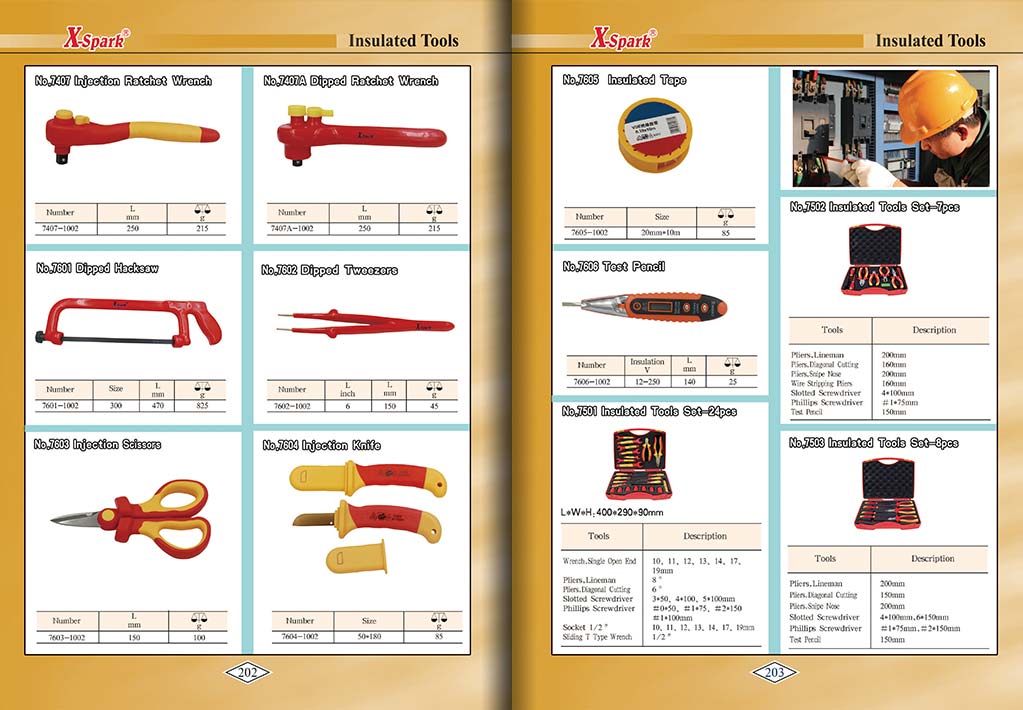 X-Spark®
Insulated Tools
No,7407 Injection Ratchet Wrench
Number L mm g
7407-1002 250 215
No,7407A Dipped Ratchet Wrench
X-Spark
Number L mm g
7407A-1002 250 215
No,7601 Dipped Hacksaw
Number Size L mm g
7601-1002 300 470 825
No,7602 Dipped Tweezers
X-Spark
Number L inch L mm g
7602-1002 6 150 45
No,7603 Injection Scissors
Number L mm g
7603-1002 150 100
No,7604 Injection Knife
Number Size g
7604-1002 50*180 85
202
X-Spark®
Insulated Tools
No,7605 Insulated Tape
Number Size g
7605-1002 20mm*10m 85
No,7606 Test Pencil
Number Insulation V L mm g
7606-1002 12-250 140 25
No,7501 Insulated Tools Set-24pcs
L*W*H:400*290*90mm
Tools Description
Wrench,Single Open End 10, 11, 12, 13, 14, 17,
19mm
Pliers,Lineman 8"
Pliers,Diagonal Cutting 6"
Slotted Screwdriver 3*50, 4*100, 5*100mm
Phillips Screwdriver #0*50, #1*75, #2*150
#1*100mm
Socket 1/2" 10, 11, 12, 13, 14, 17, 19mm
Sliding T Type Wrench 1/2"
No,7502 Insulated Tools Set-7pcs
Tools Description
Pliers,Lineman 200mm
Pliers,Diagonal Cutting 160mm
Pliers,Snipe Nose 200mm
Wire Stripping Pliers 160mm
Slotted Screwdriver 4*100mm
Phillips Screwdriver #1*75mm
Test Pencil 150mm
No,7503 Insulated Tools Set-8pcs
Tools Description
Pliers,Lineman 200mm
Pliers,Diagonal Cutting 150mm
Pliers,Snipe Nose 200mm
Slotted Screwdriver 4*100mm,6*150mm
Phillips Screwdriver #1*75mm,#2*150mm
Test Pencil 150mm
203